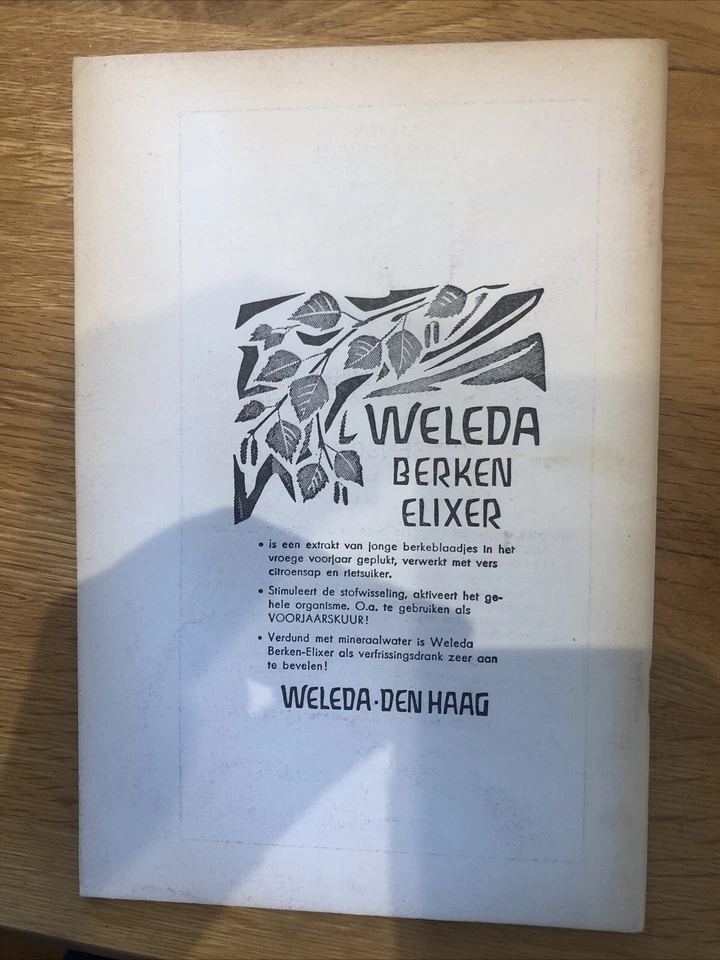 WELEDA
BERKEN
ELIXER
• is een extrakt van jonge berkeblaadjes in het
vroege voorjaar geplukt, verwerkt met vers
citroensap en rietsuiker.
• Stimuleert de stofwisseling, aktiveert het ge-
hele organisme. O.a. te gebruiken als
VOORJAARSKUUR!
• Verdund met mineraalwater is Weleda
Berken-Elixer als verfrissingsdrank zeer aan
te bevelen!
WELEDA·DEN HAAG